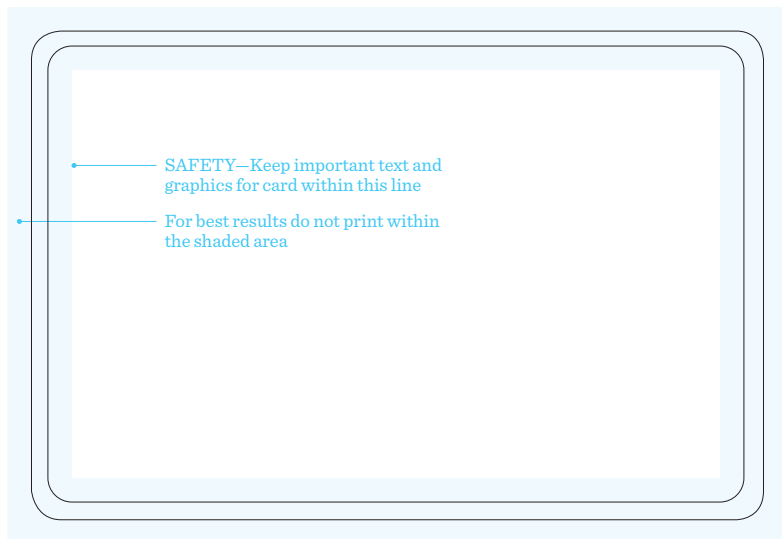 SAFETY—Keep important text and
graphics for card within this line
For best results do not print within
the shaded area